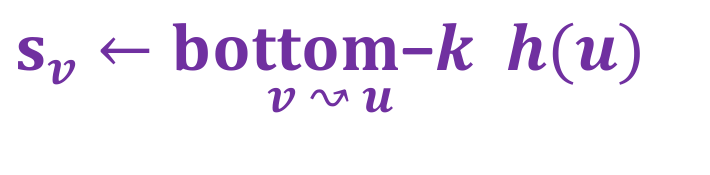 s_v ← bottom–k h(u)
v ⤳ u